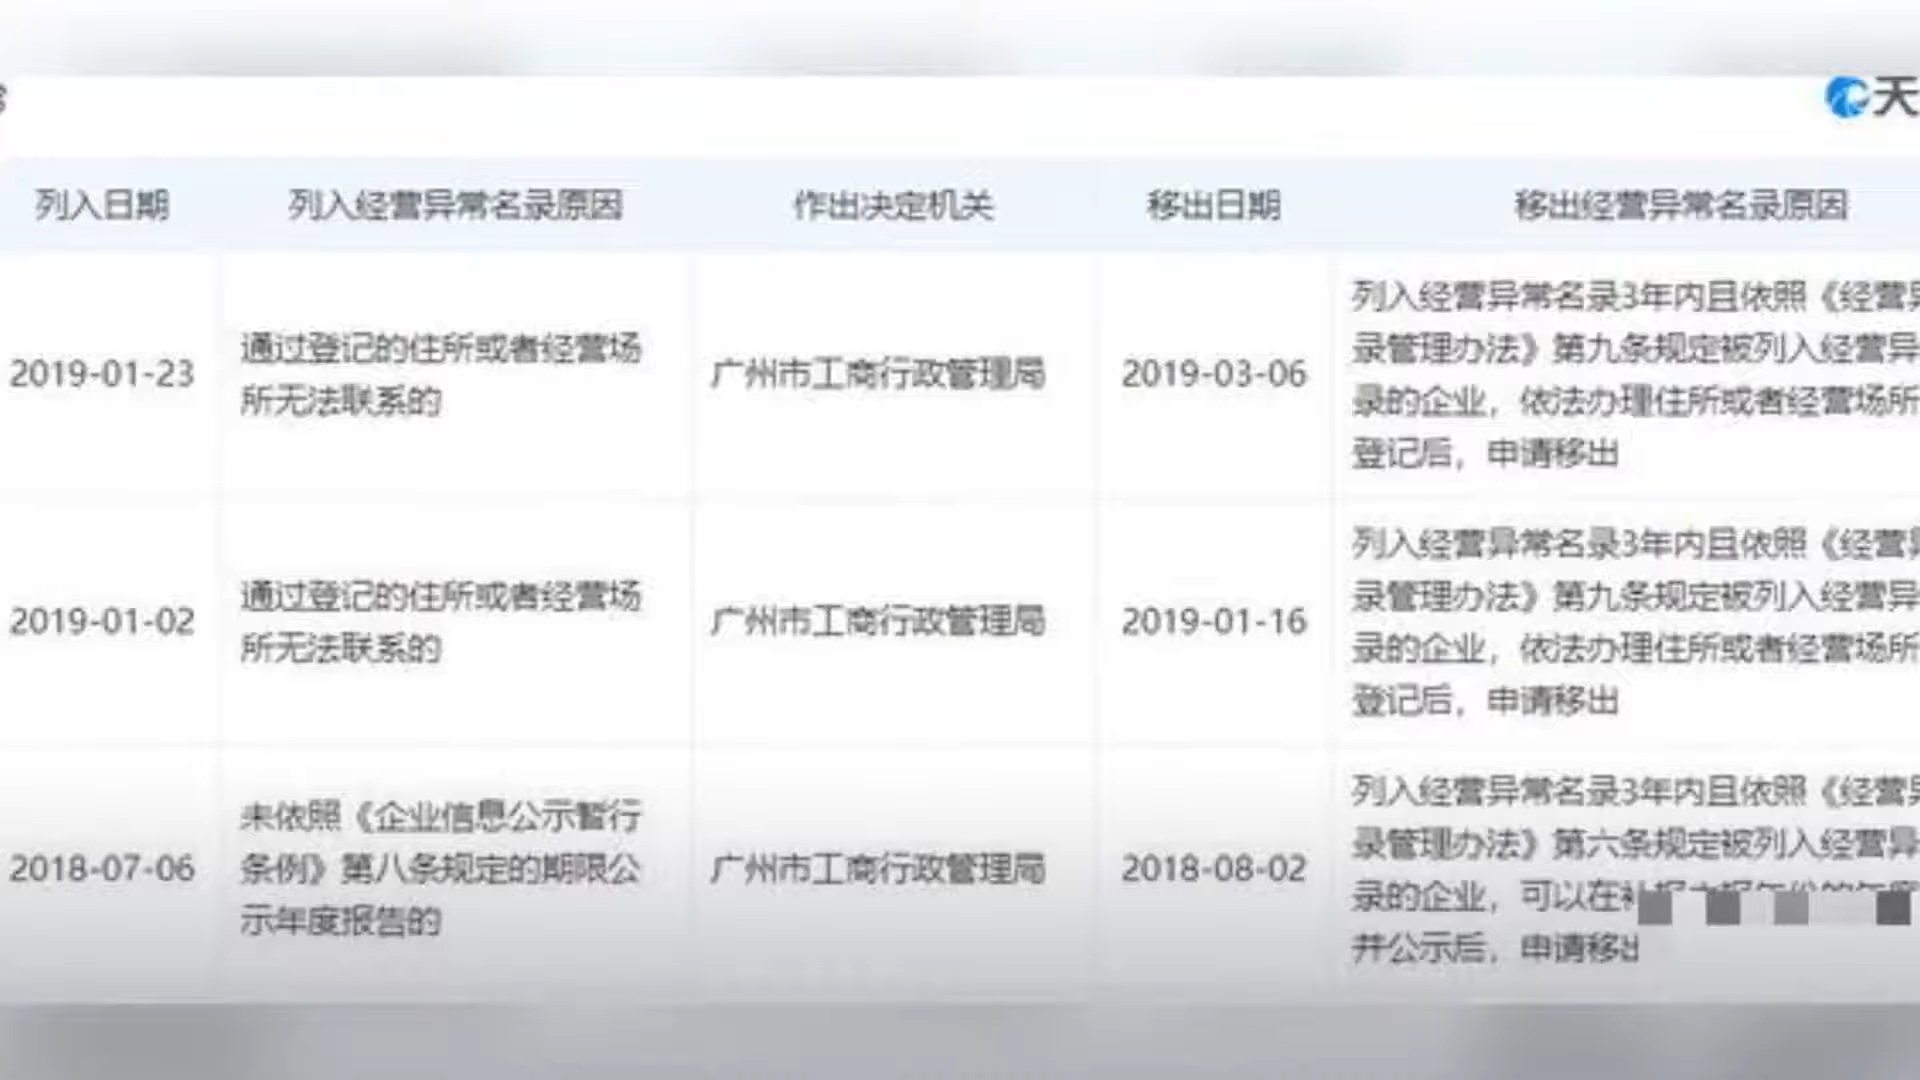 天
列入日期 列入经营异常名录原因 作出决定机关 移出日期 移出经营异常名录原因
2019-01-23
通过登记的住所或者经营场
所无法联系的
广州市工商行政管理局
2019-03-06
列入经营异常名录3年内且依照《经营异
录管理办法》第九条规定被列入经营异
录的企业，依法办理住所或者经营场所
登记后，申请移出
2019-01-02
通过登记的住所或者经营场
所无法联系的
广州市工商行政管理局
2019-01-16
列入经营异常名录3年内且依照《经营异
录管理办法》第九条规定被列入经营异
录的企业，依法办理住所或者经营场所
登记后，申请移出
2018-07-06
未依照《企业信息公示暂行
条例》第八条规定的期限公
示年度报告的
广州市工商行政管理局
2018-08-02
列入经营异常名录3年内且依照《经营异
录管理办法》第六条规定被列入经营异
录的企业，可以在
并公示后，申请移出